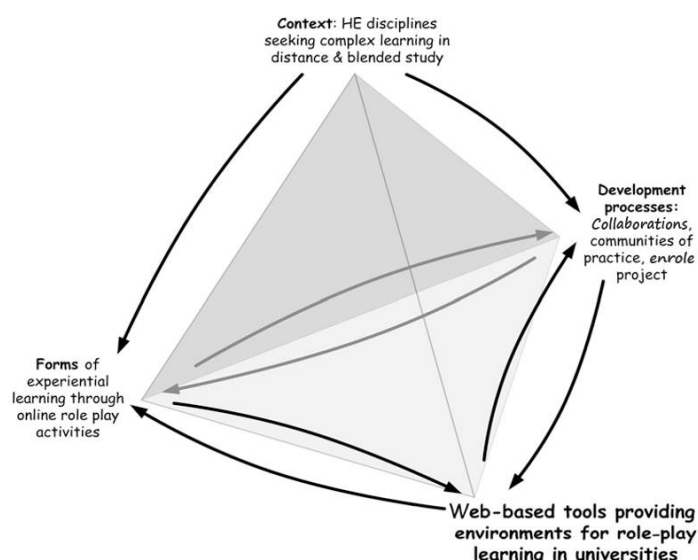 Context: HE disciplines
seeking complex learning in
distance & blended study
Development
processes:
Collaborations,
communities of
practice, enrole
project
Forms of
experiential
learning through
online role play
activities
Web-based tools providing
environments for role-play
learning in universities